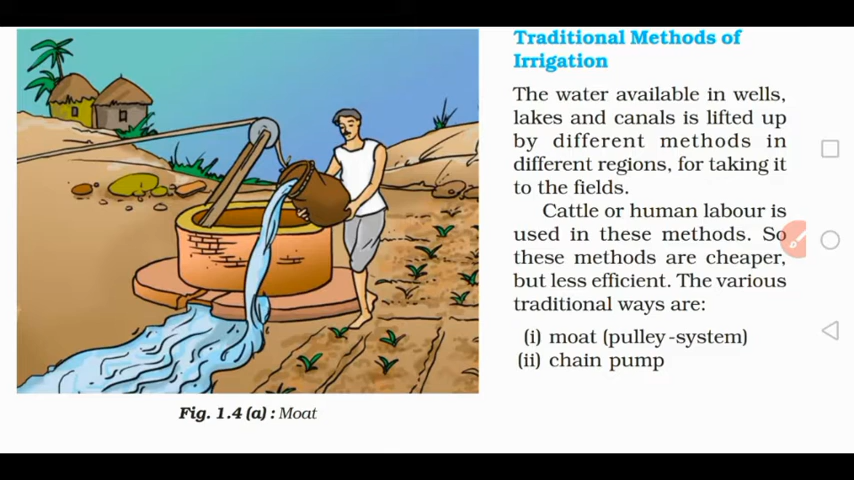 Traditional Methods of
Irrigation
The water available in wells,
lakes and canals is lifted up
by different methods in
different regions, for taking it
to the fields.
Cattle or human labour is
used in these methods. So
these methods are cheaper,
but less efficient. The various
traditional ways are:
(i) moat (pulley-system)
(ii) chain pump
Fig. 1.4 (a) : Moat